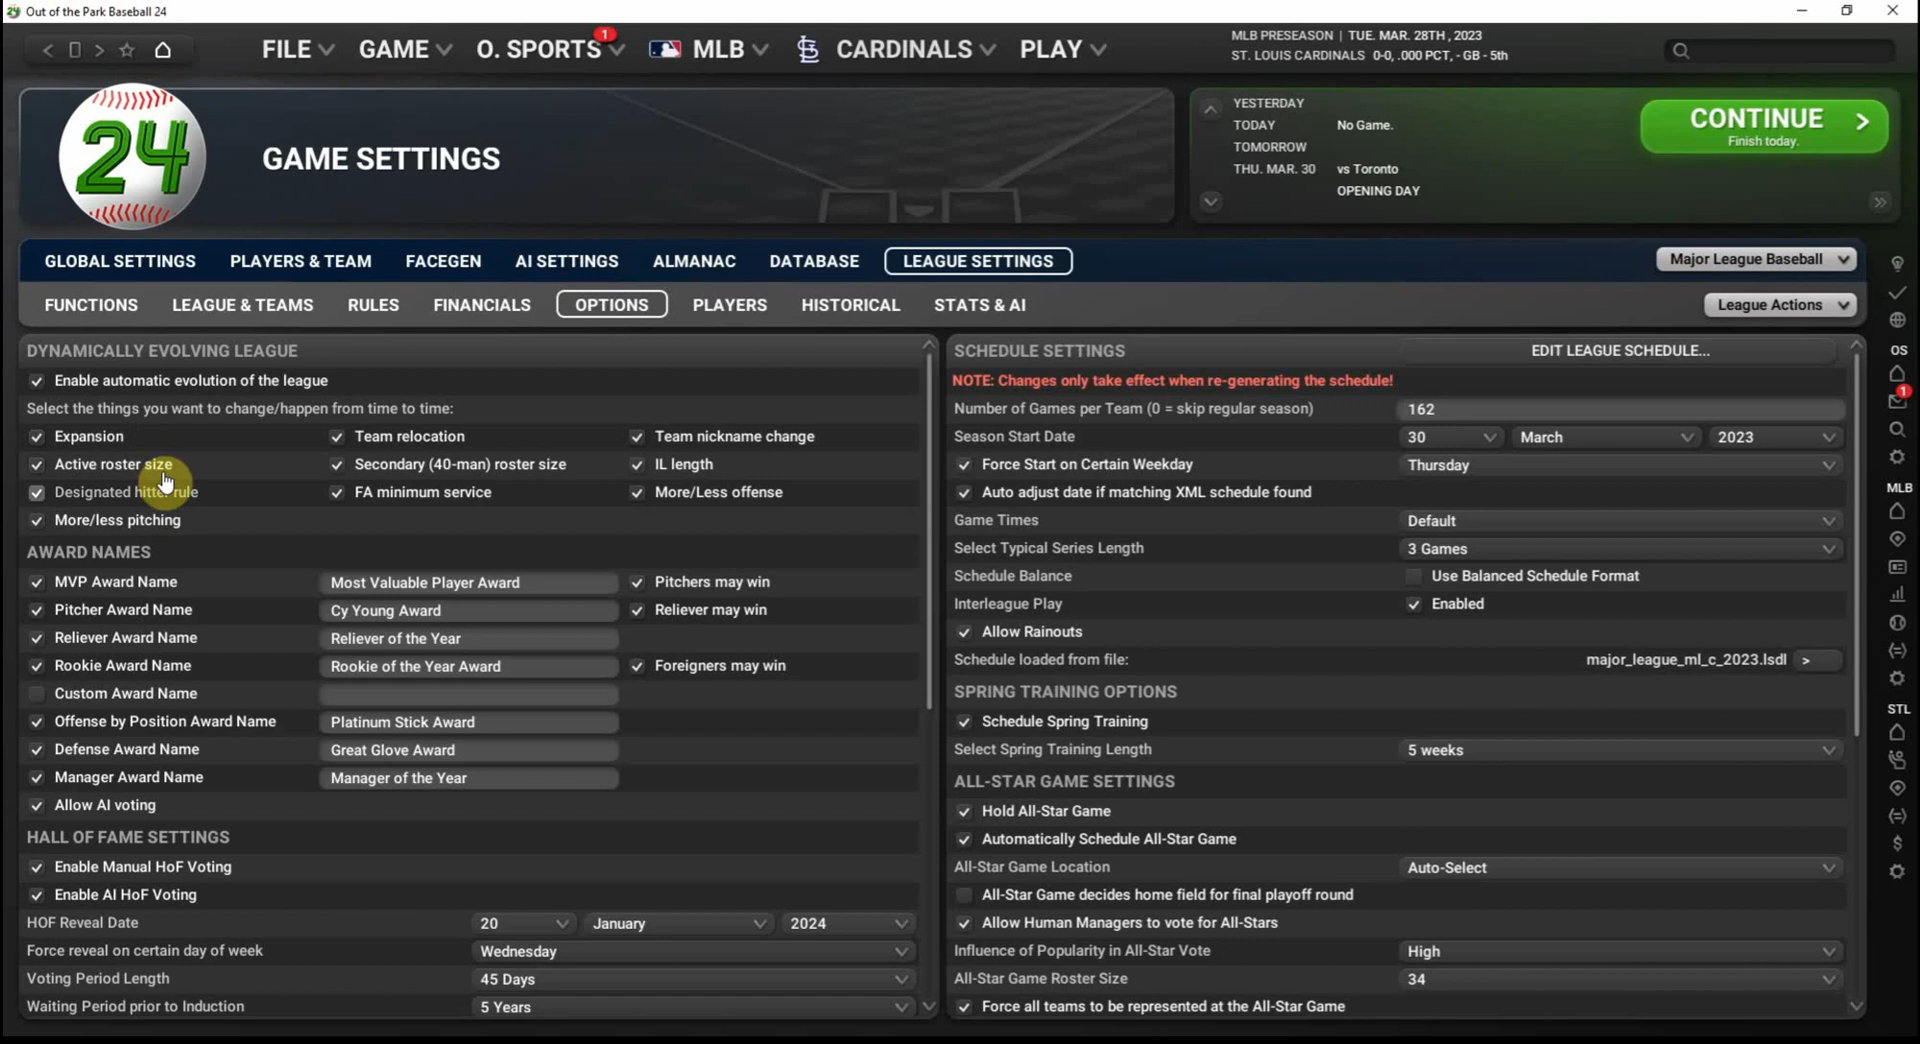 24 Out of the Park Baseball 24
FILE GAME O. SPORTS 1 MLB CARDINALS PLAY
MLB PRESEASON | TUE. MAR. 28TH, 2023
ST. LOUIS CARDINALS 0-0, .000 PCT, - GB - 5th
24
GAME SETTINGS
YESTERDAY
TODAY No Game.
TOMORROW
THU. MAR. 30 vs Toronto
OPENING DAY
CONTINUE >
Finish today.
GLOBAL SETTINGS PLAYERS & TEAM FACEGEN AI SETTINGS ALMANAC DATABASE LEAGUE SETTINGS Major League Baseball
FUNCTIONS LEAGUE & TEAMS RULES FINANCIALS OPTIONS PLAYERS HISTORICAL STATS & AI League Actions
DYNAMICALLY EVOLVING LEAGUE
Enable automatic evolution of the league
Select the things you want to change/happen from time to time:
Expansion Team relocation Team nickname change
Active roster size Secondary (40-man) roster size IL length
Designated hitter rule FA minimum service More/Less offense
More/less pitching
AWARD NAMES
MVP Award Name Most Valuable Player Award Pitchers may win
Pitcher Award Name Cy Young Award Reliever may win
Reliever Award Name Reliever of the Year
Rookie Award Name Rookie of the Year Award Foreigners may win
Custom Award Name
Offense by Position Award Name Platinum Stick Award
Defense Award Name Great Glove Award
Manager Award Name Manager of the Year
Allow AI voting
HALL OF FAME SETTINGS
Enable Manual HoF Voting
Enable AI HoF Voting
HOF Reveal Date 20 January 2024
Force reveal on certain day of week Wednesday
Voting Period Length 45 Days
Waiting Period prior to Induction 5 Years
SCHEDULE SETTINGS EDIT LEAGUE SCHEDULE...
NOTE: Changes only take effect when re-generating the schedule!
Number of Games per Team (0 = skip regular season) 162
Season Start Date 30 March 2023
Force Start on Certain Weekday Thursday
Auto adjust date if matching XML schedule found
Game Times Default
Select Typical Series Length 3 Games
Schedule Balance Use Balanced Schedule Format
Interleague Play Enabled
Allow Rainouts
Schedule loaded from file: major_league_ml_c_2023.lsdl >
SPRING TRAINING OPTIONS
Schedule Spring Training
Select Spring Training Length 5 weeks
ALL-STAR GAME SETTINGS
Hold All-Star Game
Automatically Schedule All-Star Game
All-Star Game Location Auto-Select
All-Star Game decides home field for final playoff round
Allow Human Managers to vote for All-Stars
Influence of Popularity in All-Star Vote High
All-Star Game Roster Size 34
Force all teams to be represented at the All-Star Game
OS
1
MLB
STL
$